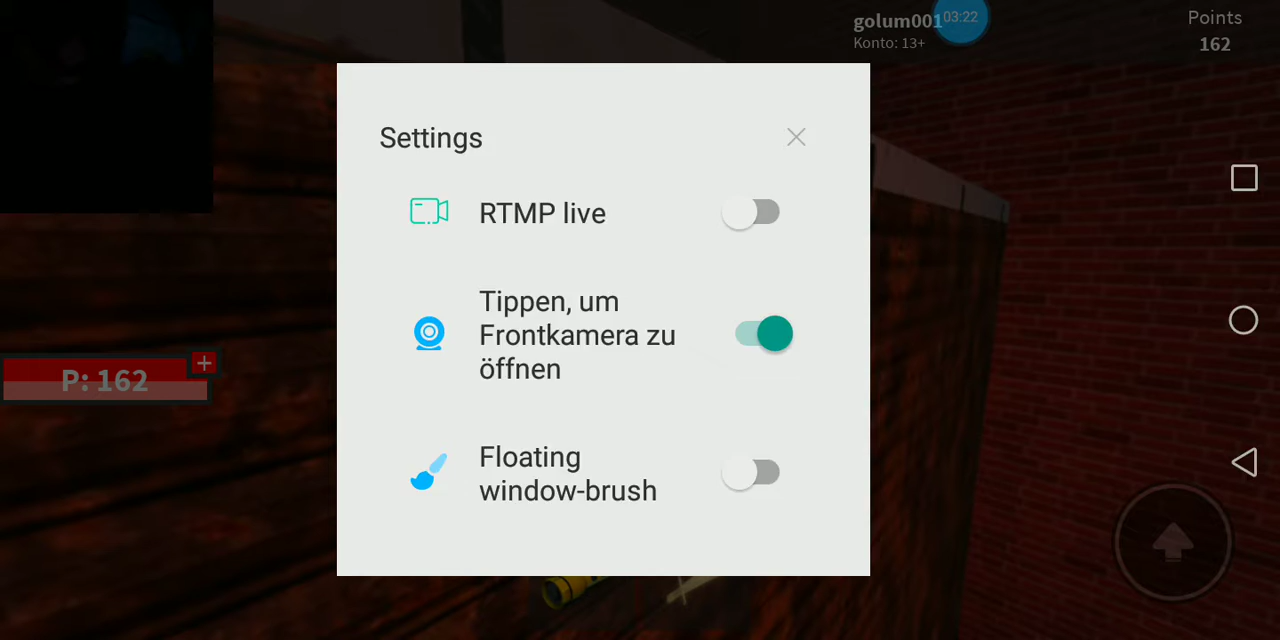 golum001
03:22
Konto: 13+
Points
162
Settings
RTMP live
Tippen, um
Frontkamera zu
öffnen
P: 162
+
Floating
window-brush